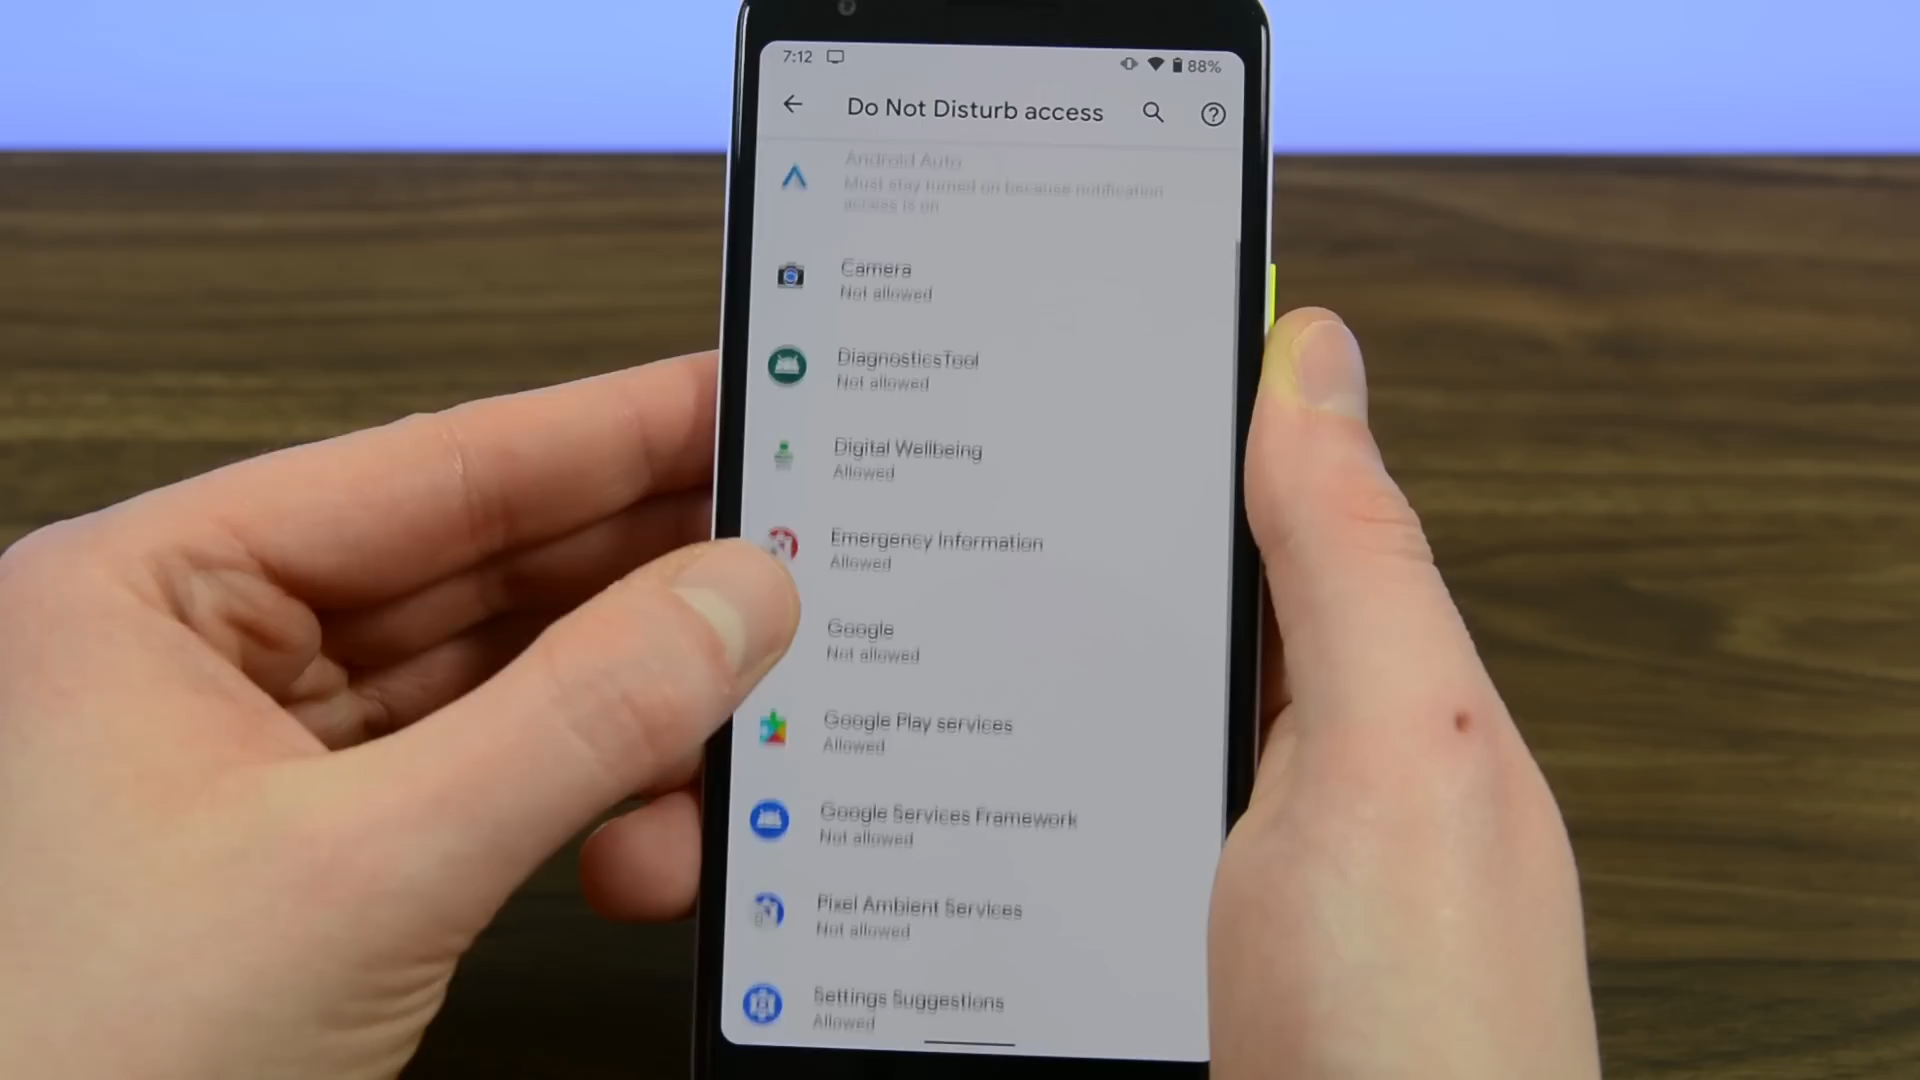 7:12
88%
Do Not Disturb access
Android Auto
Must stay turned on because notification
access is on
Camera
Not allowed
DiagnosticsTool
Not allowed
Digital Wellbeing
Allowed
Emergency Information
Allowed
Google
Not allowed
Google Play services
Allowed
Google Services Framework
Not allowed
Pixel Ambient Services
Not allowed
Settings Suggestions
Allowed